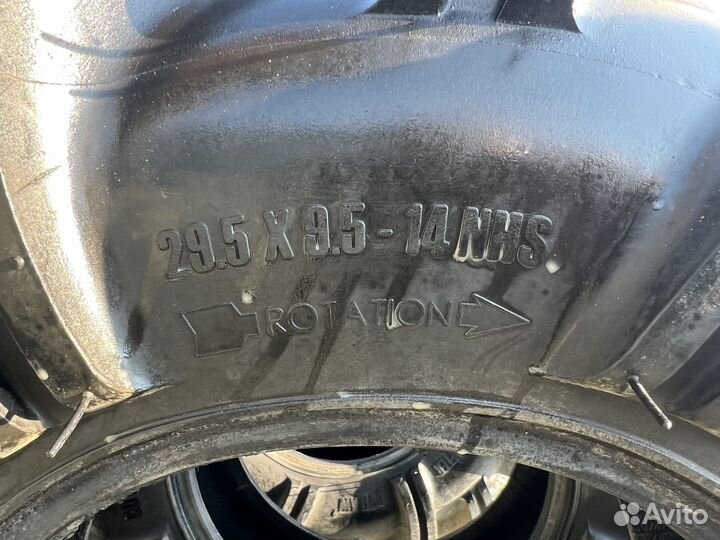 29.5 X 9.5 - 14 NHS
ROTATION
Avito